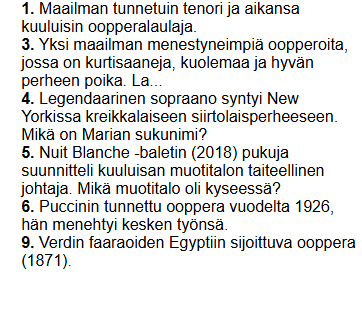 1. Maailman tunnetuin tenori ja aikansa
kuuluisin oopperalaulaja.
3. Yksi maailman menestyneimpiä oopperoita,
jossa on kurtisaaneja, kuolemaa ja hyvän
perheen poika. La...
4. Legendaarinen sopraano syntyi New
Yorkissa kreikkalaiseen siirtolaisperheeseen.
Mikä on Marian sukunimi?
5. Nuit Blanche -baletin (2018) pukuja
suunnitteli kuuluisan muotitalon taiteellinen
johtaja. Mikä muotitalo oli kyseessä?
6. Puccinin tunnettu ooppera vuodelta 1926,
hän menehtyi kesken työnsä.
9. Verdin faaraoiden Egyptiin sijoittuva ooppera
(1871).